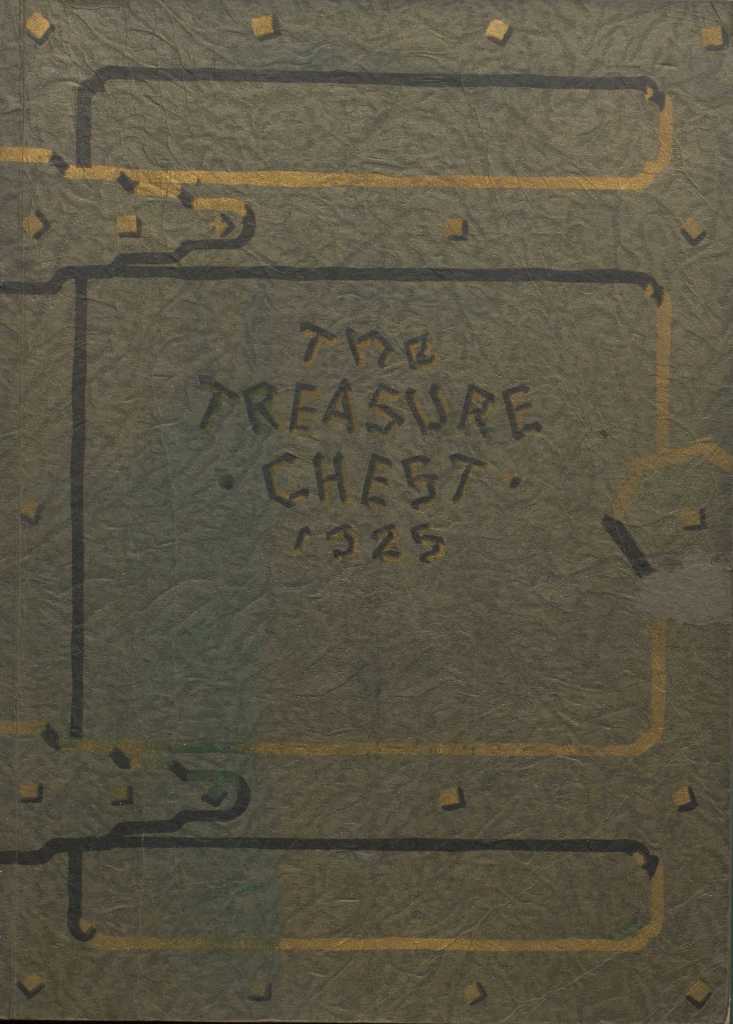 The
TREASURE
· CHEST ·
1925